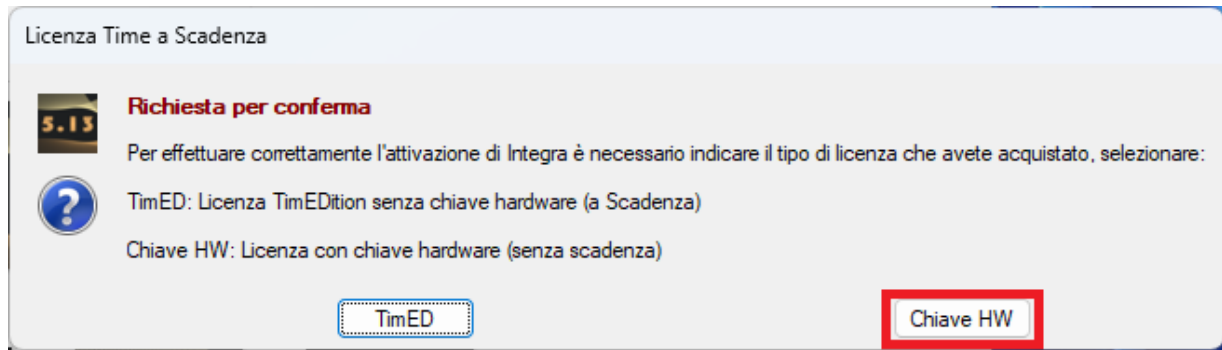 Licenza Time a Scadenza
5.13
Richiesta per conferma
Per effettuare correttamente l'attivazione di Integra è necessario indicare il tipo di licenza che avete acquistato, selezionare:
TimED: Licenza TimEDition senza chiave hardware (a Scadenza)
Chiave HW: Licenza con chiave hardware (senza scadenza)
TimED
Chiave HW